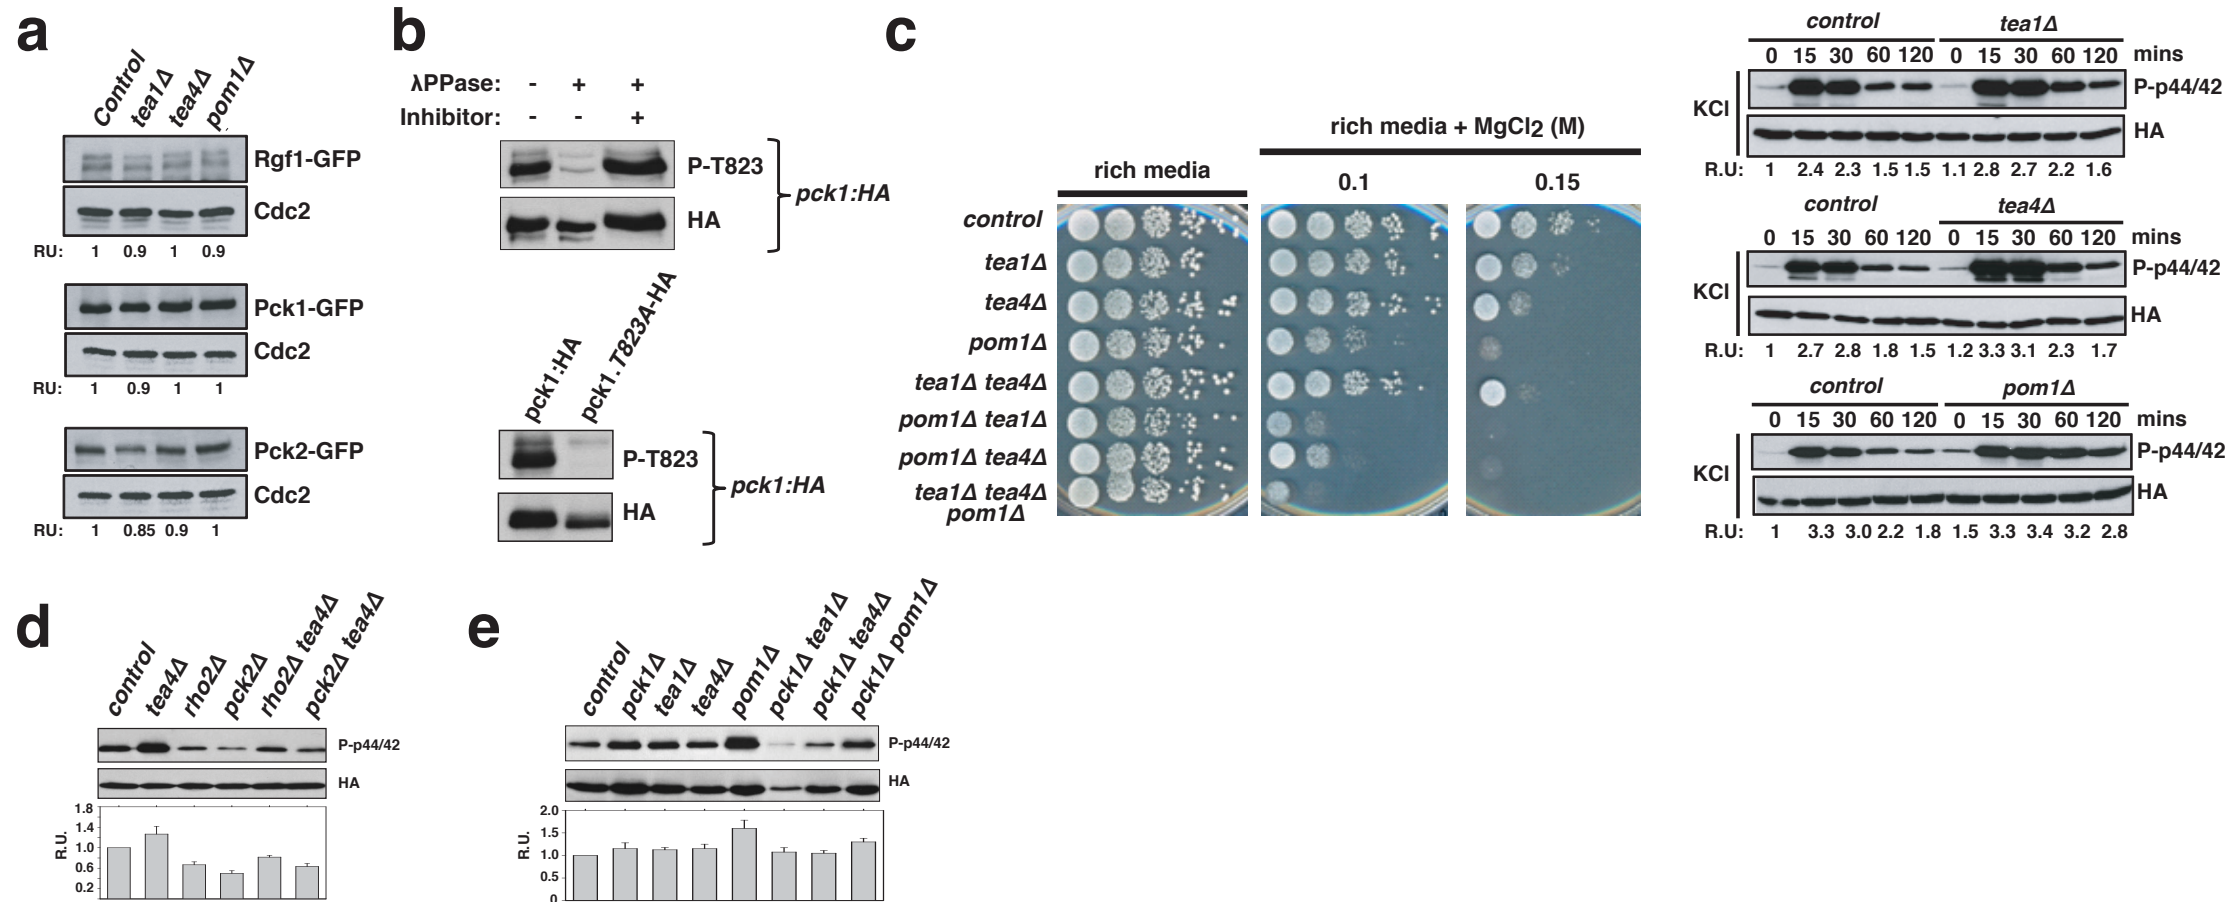 a
Control
tea1Δ
tea4Δ
pom1Δ
Rgf1-GFP
Cdc2
RU: 1 0.9 1 0.9
Pck1-GFP
Cdc2
RU: 1 0.9 1 1
Pck2-GFP
Cdc2
RU: 1 0.85 0.9 1
b
λPPase: - + +
Inhibitor: - - +
P-T823
HA
pck1:HA
pck1:HA
pck1.T823A-HA
P-T823
HA
pck1:HA
c
rich media
rich media + MgCl2 (M)
0.1 0.15
control
tea1Δ
tea4Δ
pom1Δ
tea1Δ tea4Δ
pom1Δ tea1Δ
pom1Δ tea4Δ
tea1Δ tea4Δ
pom1Δ
control tea1Δ
0 15 30 60 120 0 15 30 60 120 mins
KCl
P-p44/42
HA
R.U: 1 2.4 2.3 1.5 1.5 1.1 2.8 2.7 2.2 1.6
control tea4Δ
0 15 30 60 120 0 15 30 60 120 mins
KCl
P-p44/42
HA
R.U: 1 2.7 2.8 1.8 1.5 1.2 3.3 3.1 2.3 1.7
control pom1Δ
0 15 30 60 120 0 15 30 60 120 mins
KCl
P-p44/42
HA
R.U: 1 3.3 3.0 2.2 1.8 1.5 3.3 3.4 3.2 2.8
d
control
tea4Δ
rho2Δ
pck2Δ
rho2Δ tea4Δ
pck2Δ tea4Δ
P-p44/42
HA
R.U.
1.8
1.4
1.0
0.6
0.2
e
control
pck1Δ
tea1Δ
tea4Δ
pom1Δ
pck1Δ tea1Δ
pck1Δ tea4Δ
pck1Δ pom1Δ
P-p44/42
HA
R.U.
2.0
1.5
1.0
0.5
0